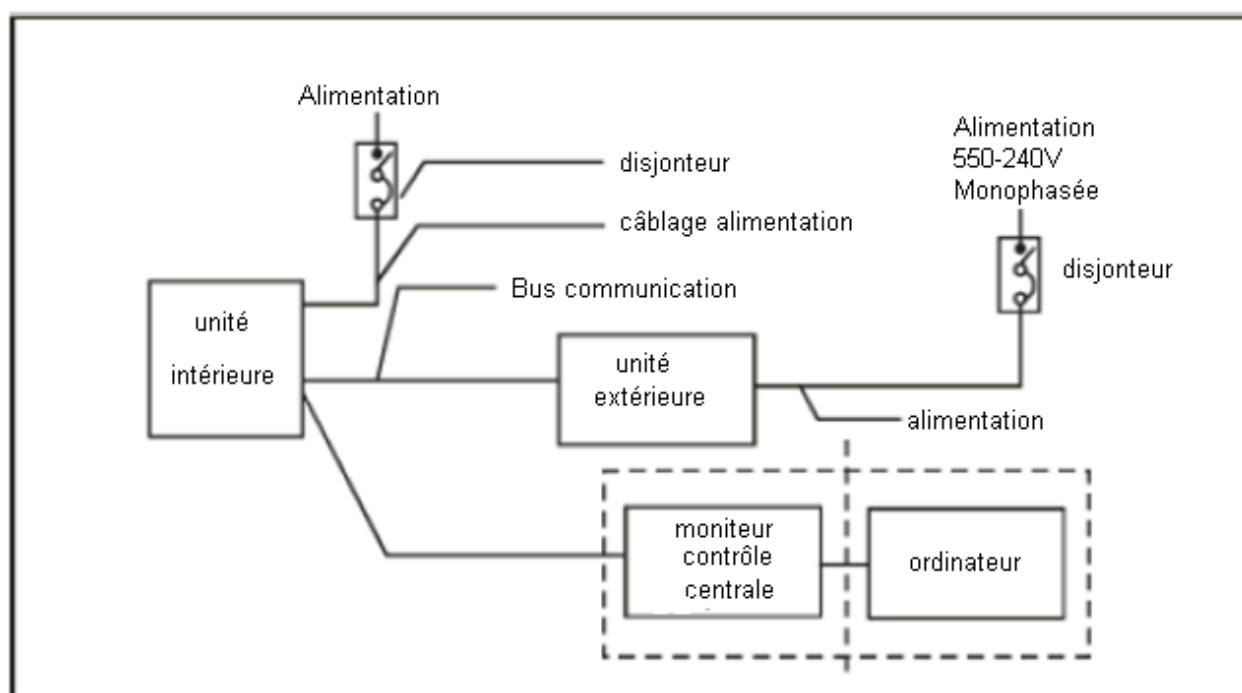 Alimentation
disjonteur
câblage alimentation
Bus communication
Alimentation
550-240V
Monophasée
disjonteur
unité
intérieure
unité
extérieure
alimentation
moniteur
contrôle
centrale
ordinateur